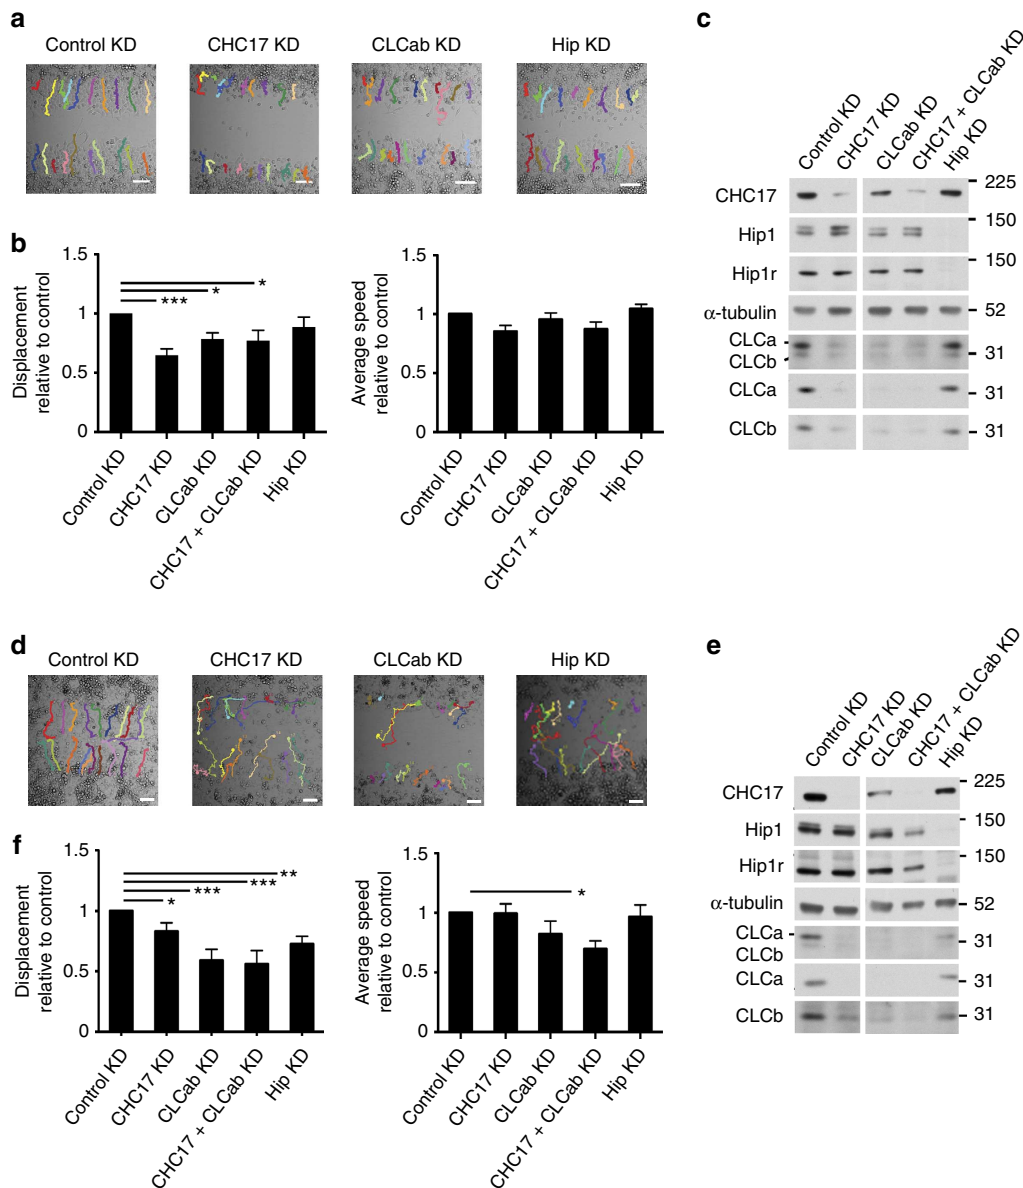 a
Control KD
CHC17 KD
CLCab KD
Hip KD
b
1.5
1
0.5
0
Displacement
relative to control
***
*
*
Control KD
CHC17 KD
CLCab KD
CHC17 + CLCab KD
Hip KD
1.5
1
0.5
0
Average speed
relative to control
Control KD
CHC17 KD
CLCab KD
CHC17 + CLCab KD
Hip KD
c
Control KD
CHC17 KD
CLCab KD
CHC17 + CLCab KD
Hip KD
CHC17
225
Hip1
150
Hip1r
150
α-tubulin
52
CLCa
CLCb
31
CLCa
31
CLCb
31
d
Control KD
CHC17 KD
CLCab KD
Hip KD
e
Control KD
CHC17 KD
CLCab KD
CHC17 + CLCab KD
Hip KD
CHC17
225
Hip1
150
Hip1r
150
α-tubulin
52
CLCa
CLCb
31
CLCa
31
CLCb
31
f
1.5
1
0.5
0
Displacement
relative to control
**
***
***
*
Control KD
CHC17 KD
CLCab KD
CHC17 + CLCab KD
Hip KD
1.5
1
0.5
0
Average speed
relative to control
*
Control KD
CHC17 KD
CLCab KD
CHC17 + CLCab KD
Hip KD